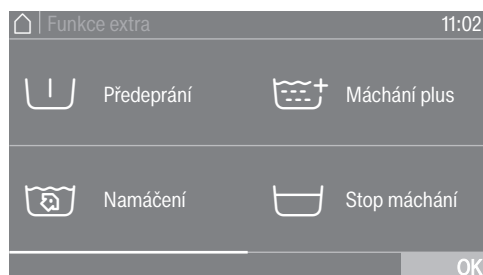 Funkce extra 11:02
Předeprání Máchání plus
Namáčení Stop máchání
OK